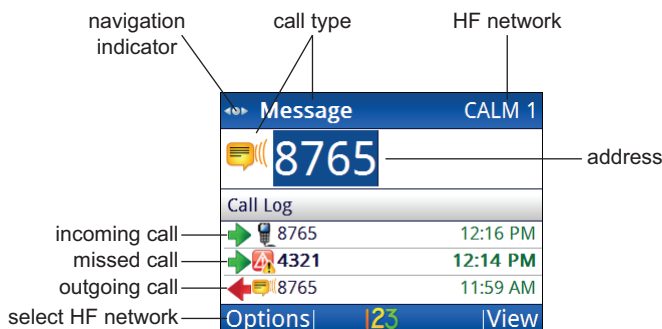 navigation indicator
call type
HF network
Message CALM 1
8765
address
Call Log
incoming call 8765 12:16 PM
missed call 4321 12:14 PM
outgoing call 8765 11:59 AM
select HF network Options| |123 |View